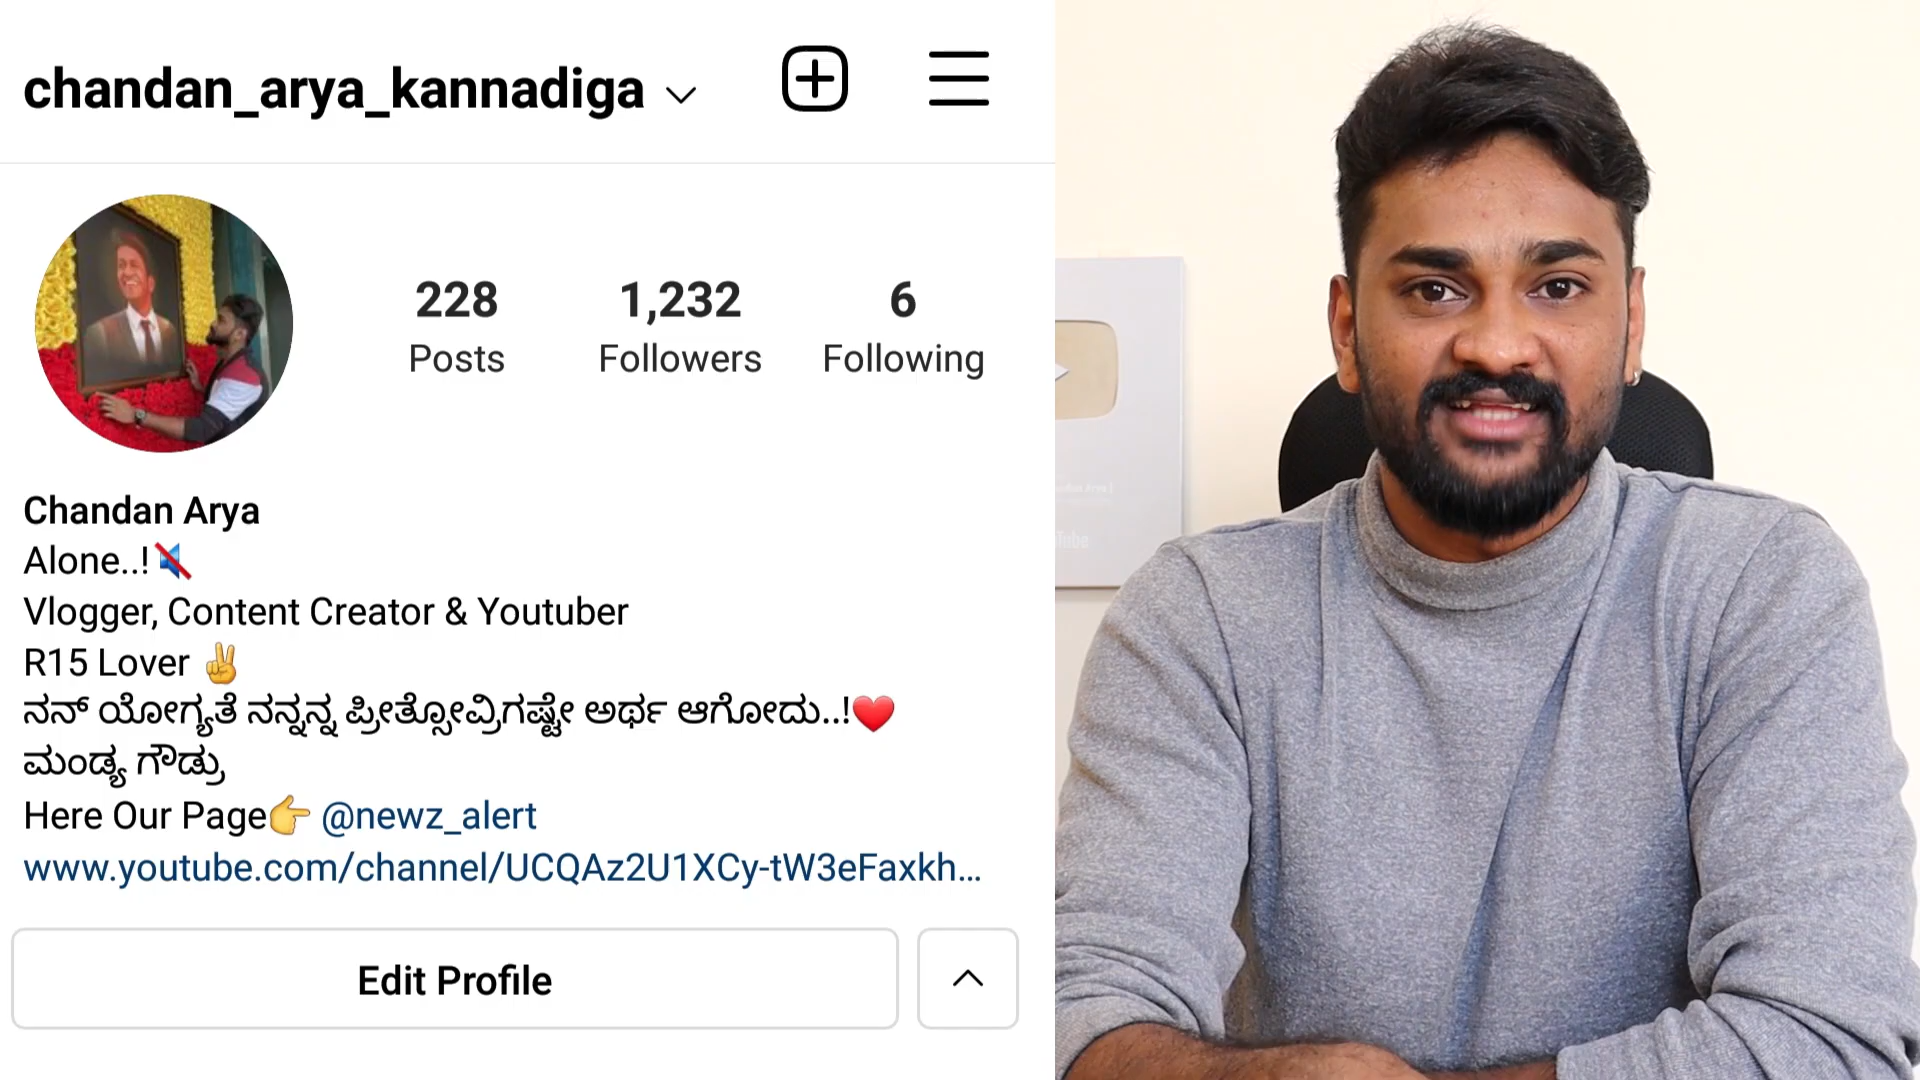 chandan_arya_kannadiga
228
Posts
1,232
Followers
6
Following
Chandan Arya
Alone..!
Vlogger, Content Creator & Youtuber
R15 Lover ✌️
ನನ್ ಯೋಗ್ಯತೆ ನನ್ನನ್ನ ಪ್ರೀತ್ಸೋವ್ರಿಗಷ್ಟೇ ಅರ್ಥ ಆಗೋದು..!❤️
ಮಂಡ್ಯ ಗೌಡ್ರು
Here Our Page👉 @newz_alert
www.youtube.com/channel/UCQAz2U1XCy-tW3eFaxkh...
Edit Profile